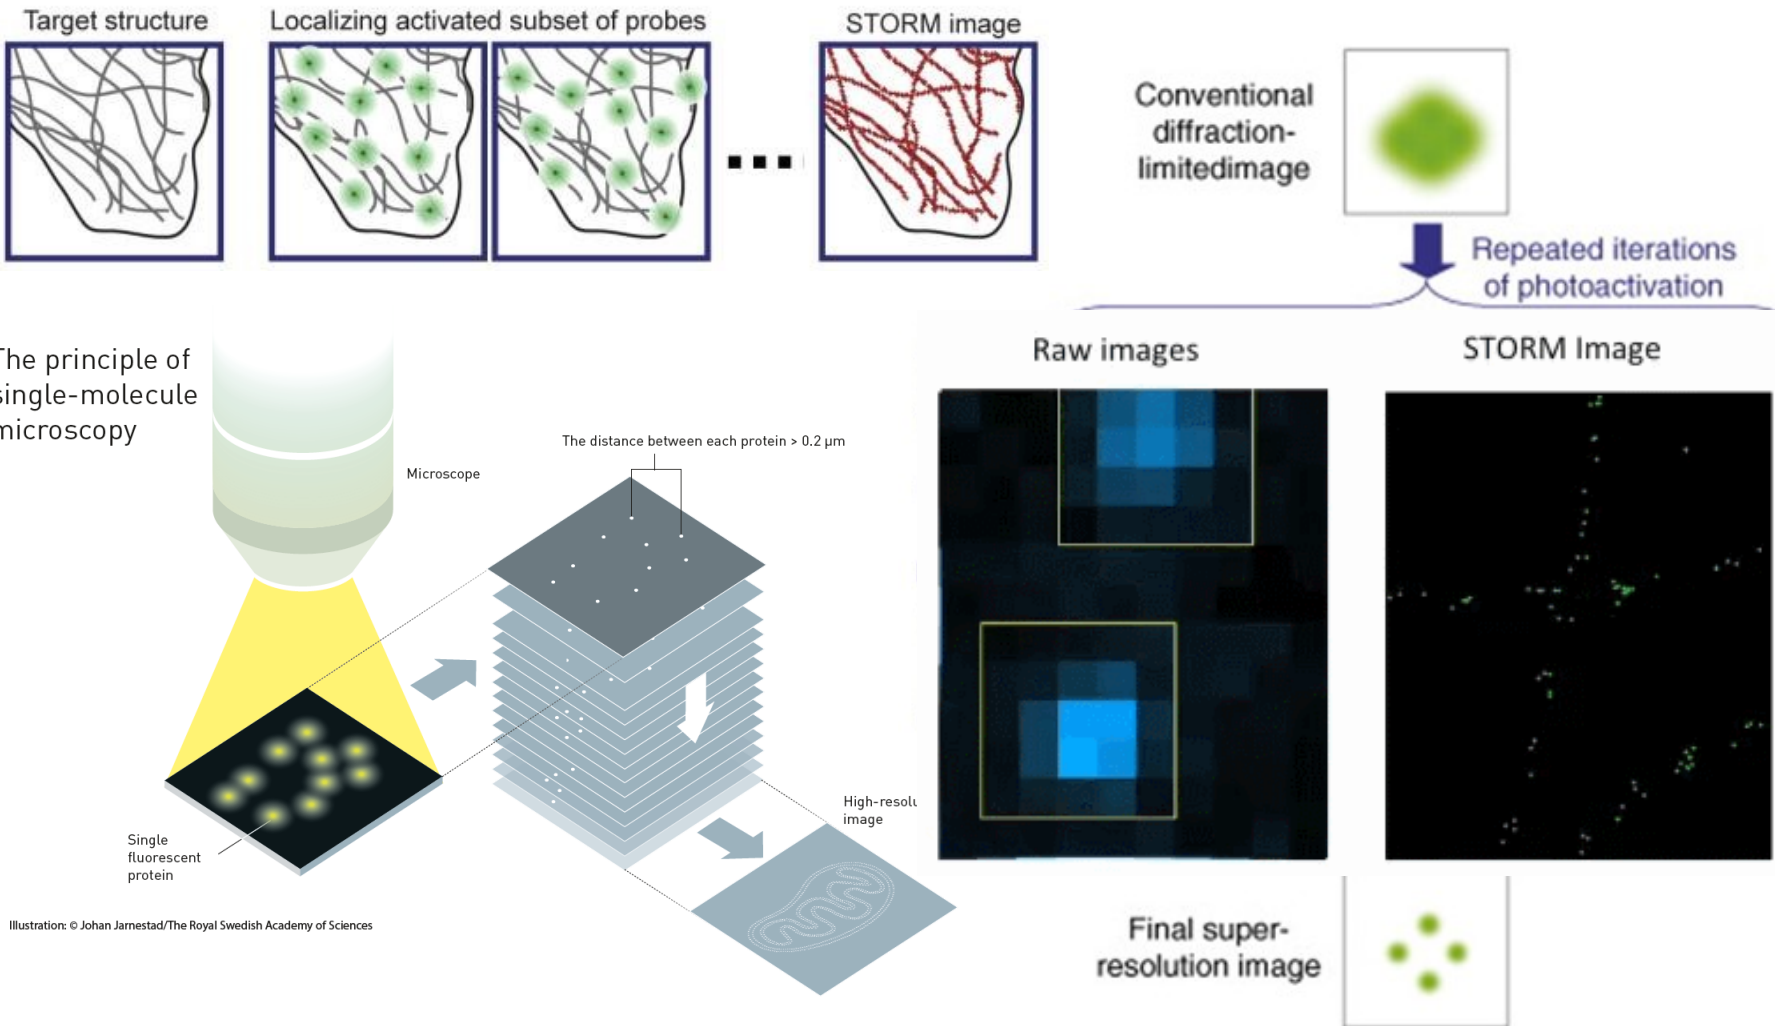 Target structure
Localizing activated subset of probes
STORM image
Conventional
diffraction-
limitedimage
Repeated iterations
of photoactivation
The principle of
single-molecule
microscopy
Microscope
The distance between each protein > 0.2 µm
Single
fluorescent
protein
High-resolu
image
Illustration: © Johan Jarnestad/The Royal Swedish Academy of Sciences
Raw images
STORM Image
Final super-
resolution image